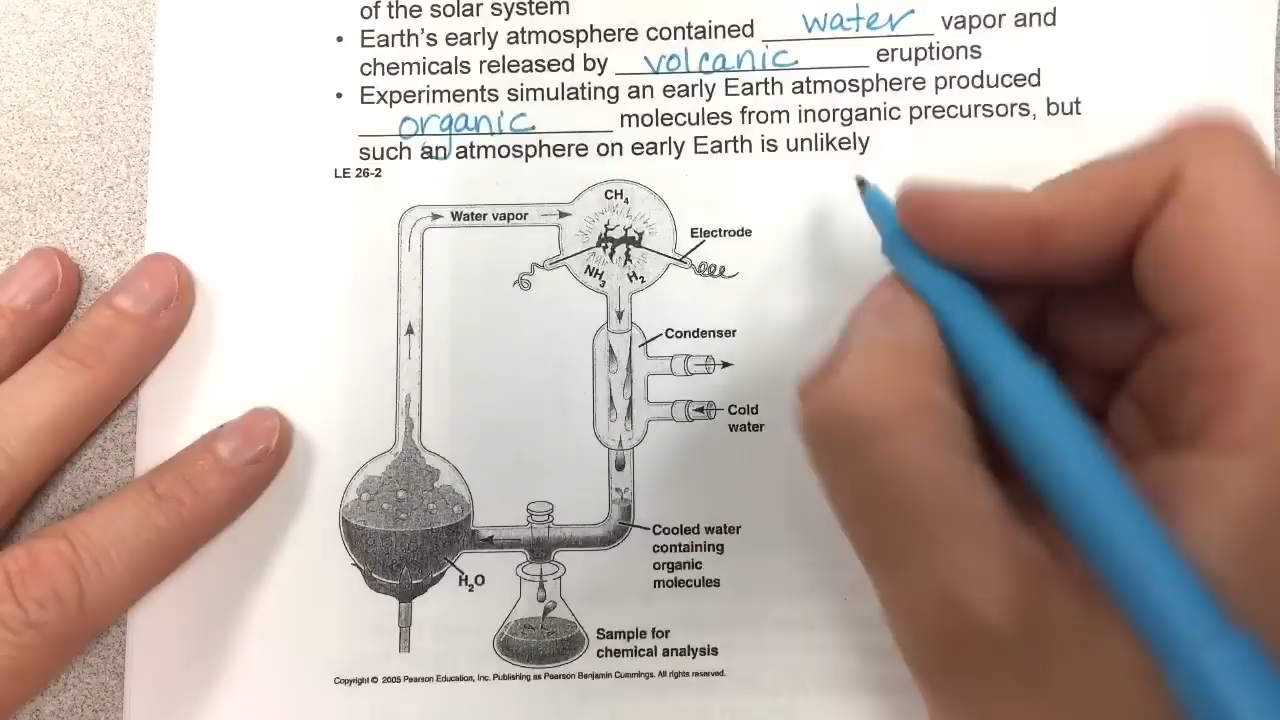 of the solar system
• Earth's early atmosphere contained water vapor and
chemicals released by volcanic eruptions
• Experiments simulating an early Earth atmosphere produced
organic molecules from inorganic precursors, but
such an atmosphere on early Earth is unlikely
LE 26-2
CH₄
Water vapor
Electrode
NH₃
H₂
Condenser
Cold
water
Cooled water
containing
organic
molecules
H₂O
Sample for
chemical analysis
Copyright © 2005 Pearson Education, Inc. Publishing as Pearson Benjamin Cummings. All rights reserved.